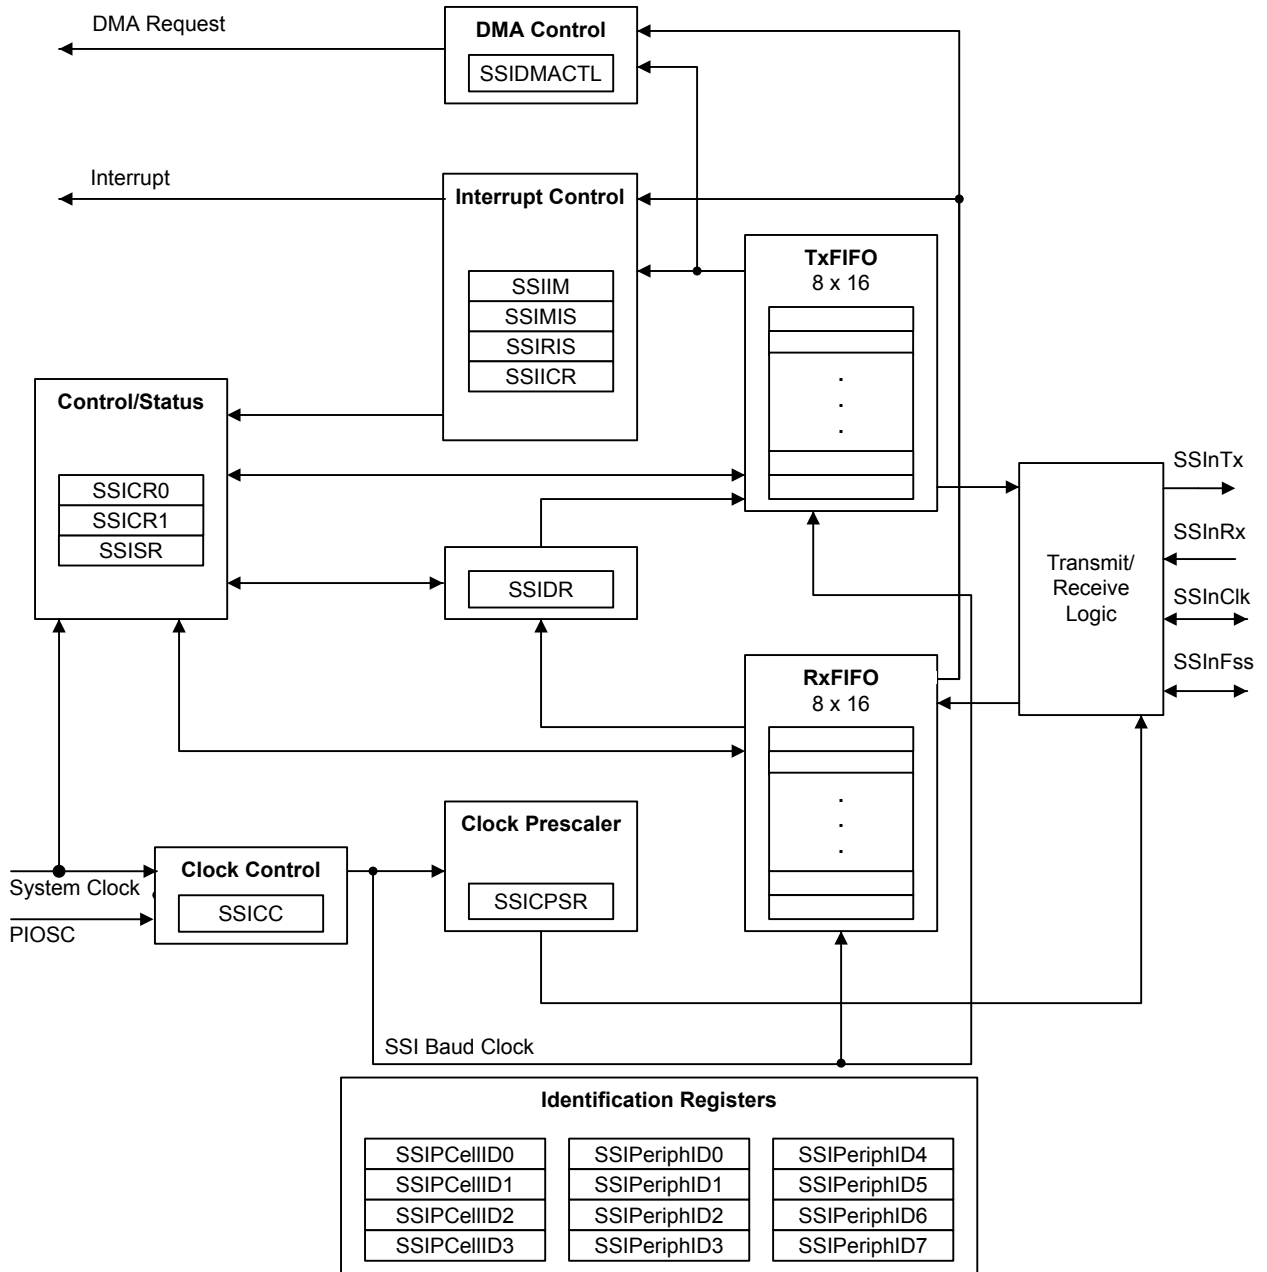 DMA Request
DMA Control
SSIDMACTL
Interrupt
Interrupt Control
SSIIM
SSIMIS
SSIRIS
SSIICR
TxFIFO
8 x 16
.
.
.
Control/Status
SSICR0
SSICR1
SSISR
SSIDR
Transmit/
Receive
Logic
SSInTx
SSInRx
SSInClk
SSInFss
RxFIFO
8 x 16
.
.
.
Clock Prescaler
SSICPSR
Clock Control
SSICC
System Clock
PIOSC
SSI Baud Clock
Identification Registers
SSIPCellID0
SSIPCellID1
SSIPCellID2
SSIPCellID3
SSIPeriphID0
SSIPeriphID1
SSIPeriphID2
SSIPeriphID3
SSIPeriphID4
SSIPeriphID5
SSIPeriphID6
SSIPeriphID7